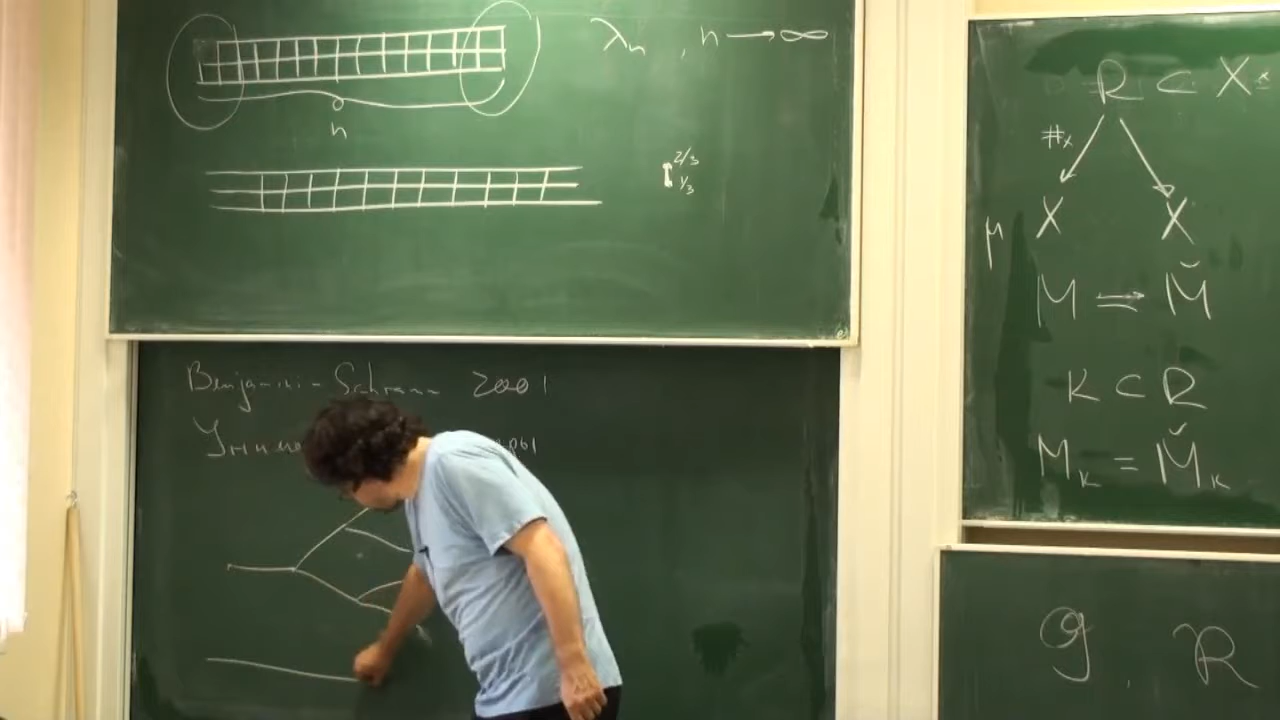 λₙ , n → ∞
n
2/3
1/3
Benjamini-Schramm 2001
R ⊂ X×
#ₓ
μ X X
M ⇒ M̌
K ⊂ R
M_K = M̌_K
G , R